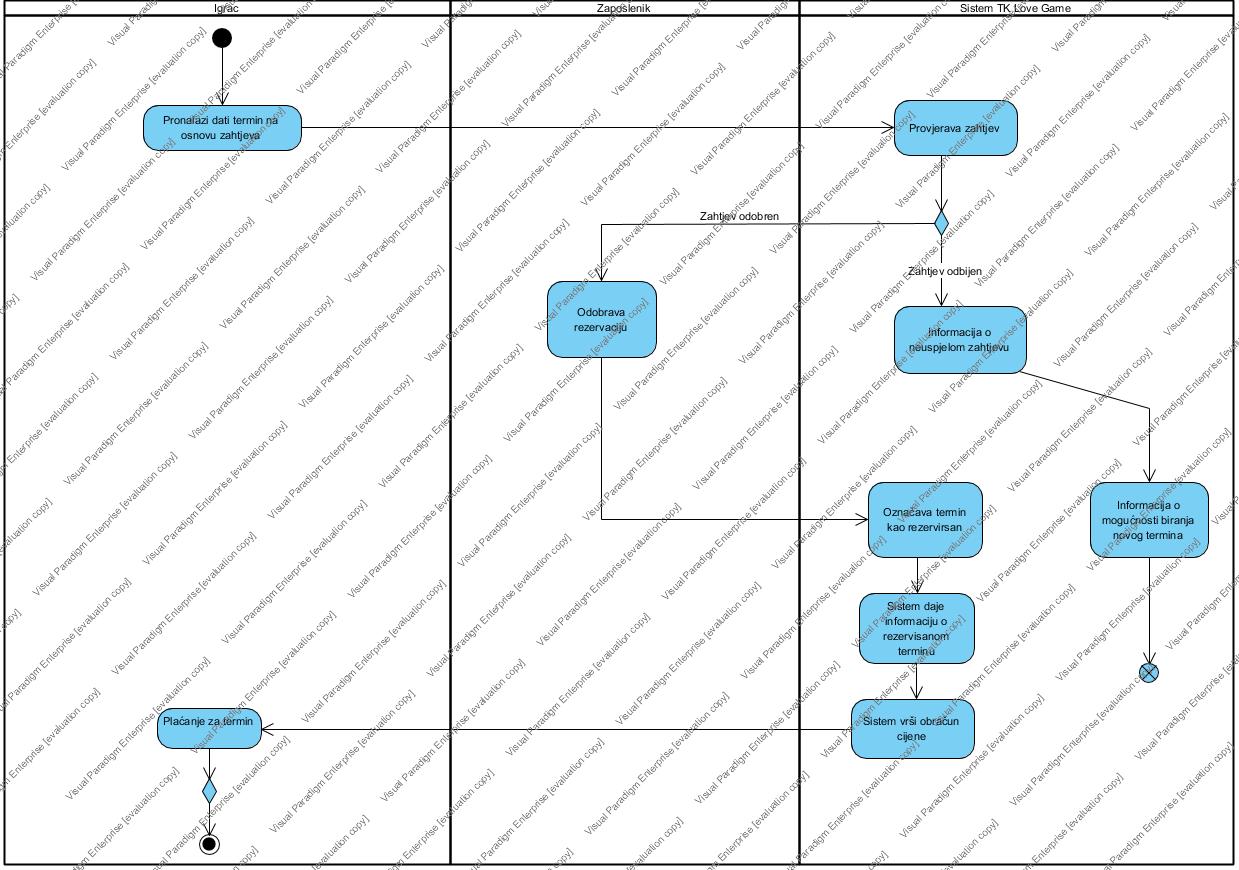 Igrac
Zaposlenik
Sistem TK Love Game
Pronalazi dati termin na
osnovu zahtjeva
Provjerava zahtjev
Zahtjev odobren
Zahtjev odbijen
Odobrava
rezervaciju
Informacija o
neuspjelom zahtjevu
Označava termin
kao rezervirsan
Informacija o
mogućnosti biranja
novog termina
Sistem daje
informaciju o
rezervisanom
terminu
Plaćanje za termin
Sistem vrši obračun
cijene
Visual Paradigm Enterprise [evaluation copy]